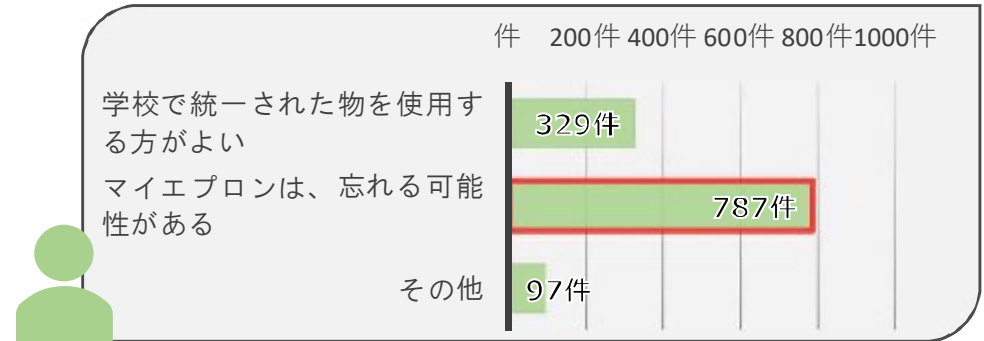 件 200件 400件 600件 800件1000件
学校で統一された物を使用す
る方がよい
329件
マイエプロンは、忘れる可能
性がある
787件
その他
97件